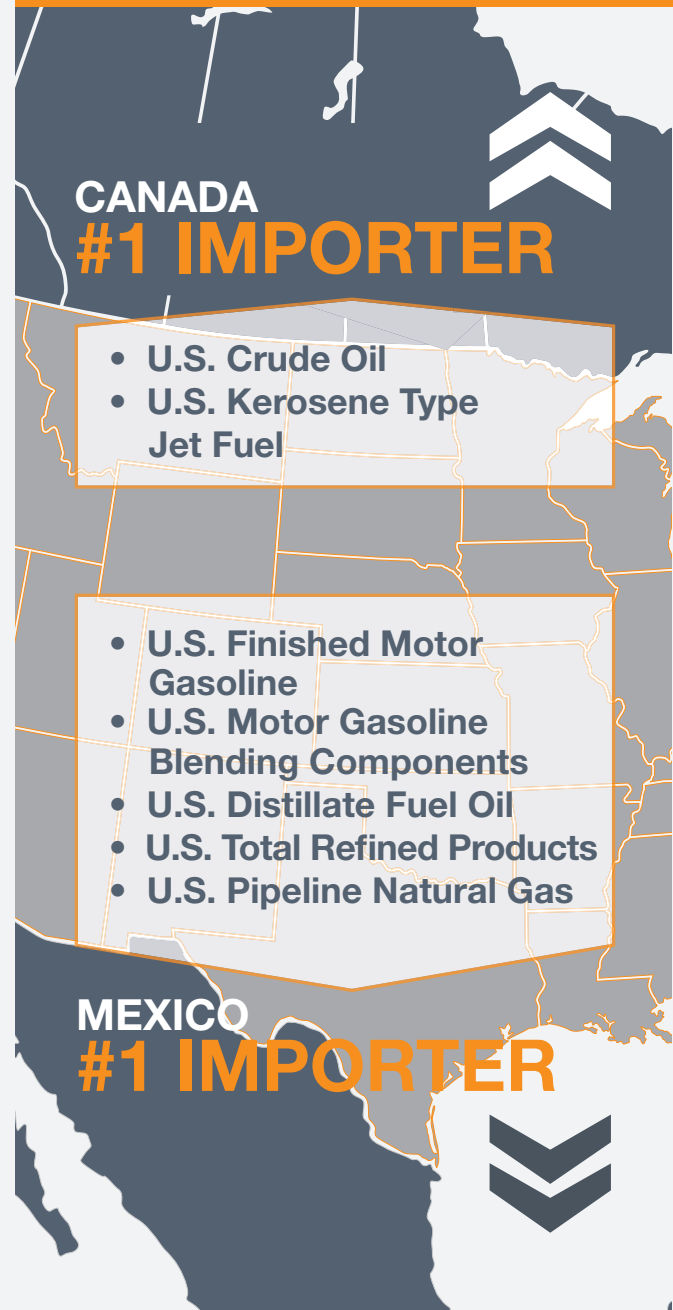 CANADA
#1 IMPORTER
• U.S. Crude Oil
• U.S. Kerosene Type
Jet Fuel
• U.S. Finished Motor
Gasoline
• U.S. Motor Gasoline
Blending Components
• U.S. Distillate Fuel Oil
• U.S. Total Refined Products
• U.S. Pipeline Natural Gas
MEXICO
#1 IMPORTER